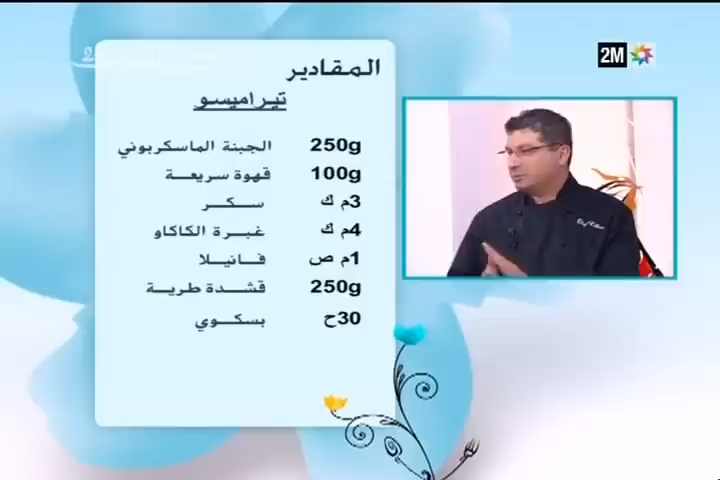 2M
المقادير
تيراميسو
250g الجبنة الماسكربوني
100g قهوة سريعة
3م ك سكر
4م ك غبرة الكاكاو
1م ص فانيلا
250g قشدة طرية
30ح بسكوي